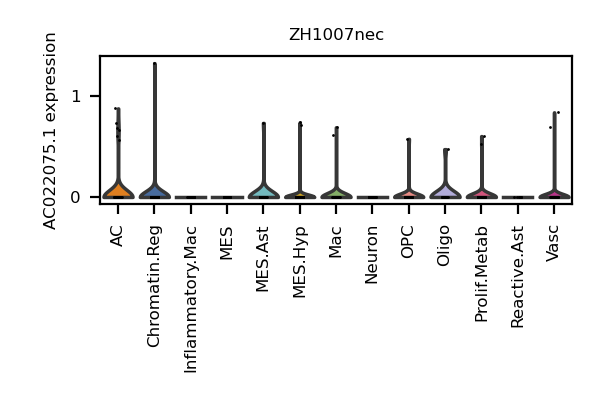 ZH1007nec
AC022075.1 expression
1
0
AC
Chromatin.Reg
Inflammatory.Mac
MES
MES.Ast
MES.Hyp
Mac
Neuron
OPC
Oligo
Prolif.Metab
Reactive.Ast
Vasc